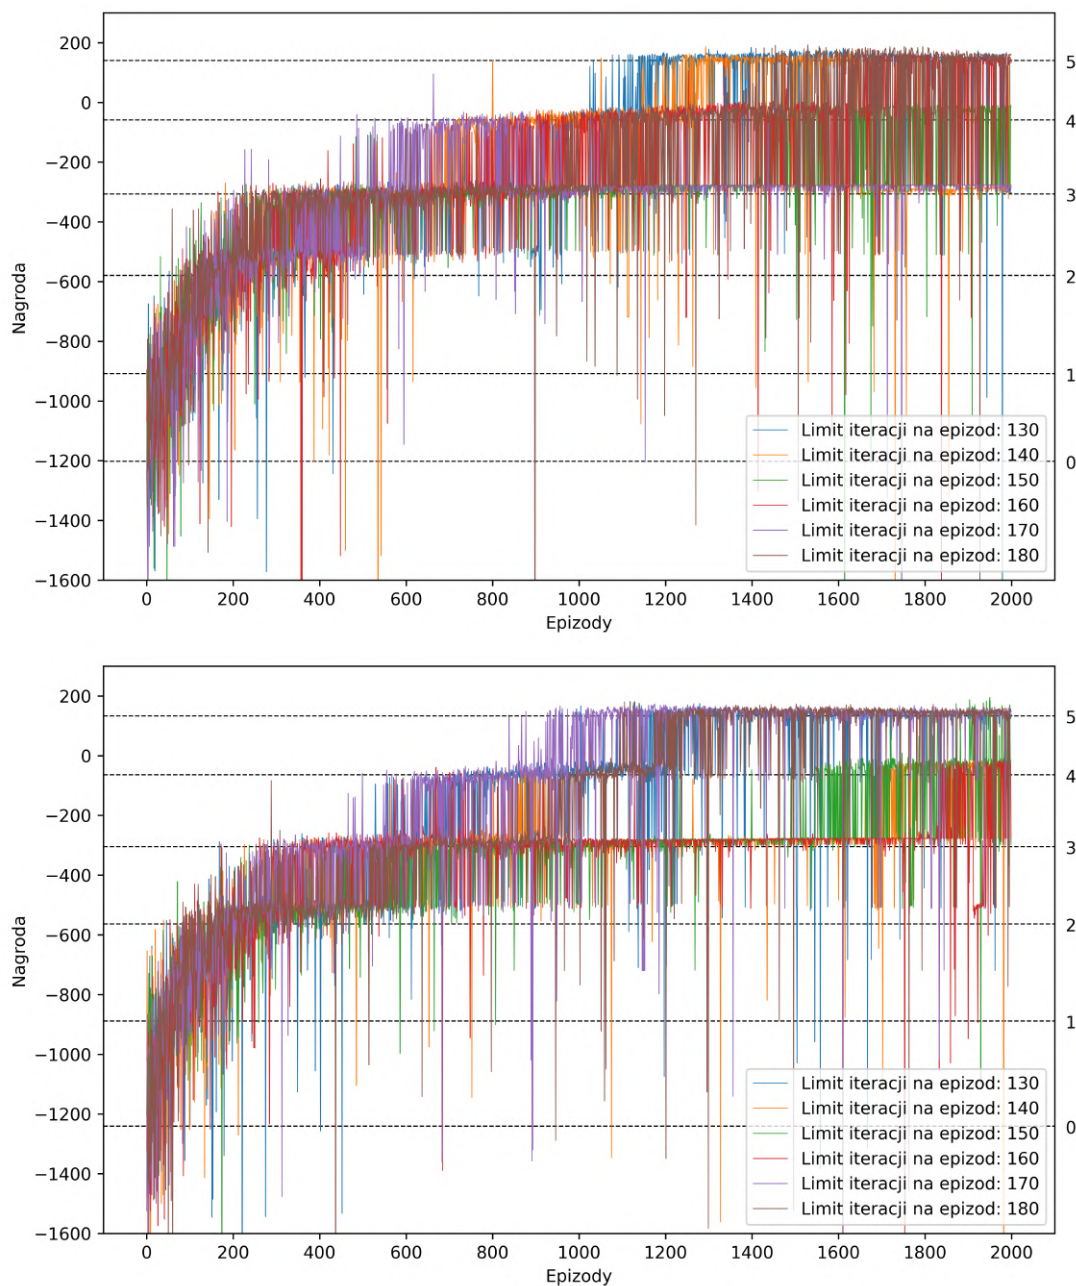 200
0
−200
−400
−600
−800
−1000
−1200
−1400
−1600
Nagroda
5
4
3
2
1
0
Limit iteracji na epizod: 130
Limit iteracji na epizod: 140
Limit iteracji na epizod: 150
Limit iteracji na epizod: 160
Limit iteracji na epizod: 170
Limit iteracji na epizod: 180
0 200 400 600 800 1000 1200 1400 1600 1800 2000
Epizody
200
0
−200
−400
−600
−800
−1000
−1200
−1400
−1600
Nagroda
5
4
3
2
1
0
Limit iteracji na epizod: 130
Limit iteracji na epizod: 140
Limit iteracji na epizod: 150
Limit iteracji na epizod: 160
Limit iteracji na epizod: 170
Limit iteracji na epizod: 180
0 200 400 600 800 1000 1200 1400 1600 1800 2000
Epizody